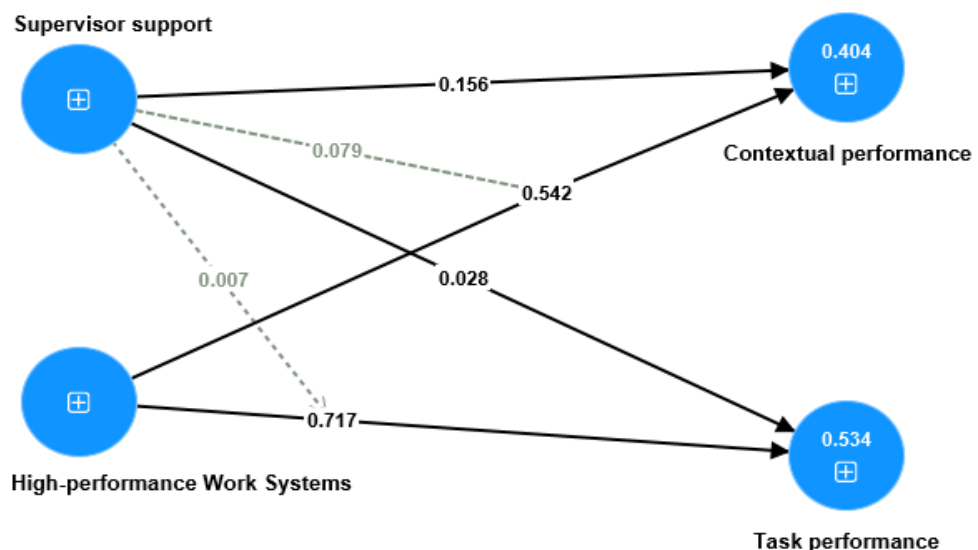 Supervisor support
0.404
0.156
Contextual performance
0.079
0.542
0.007
0.028
0.717
0.534
High-performance Work Systems
Task performance